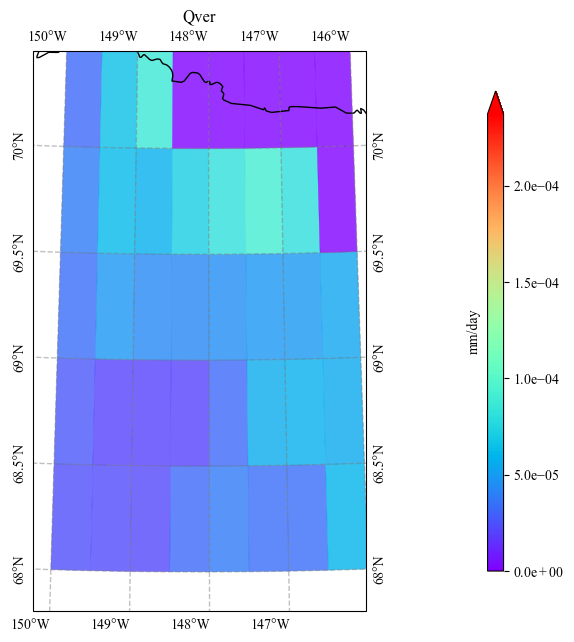 Qver
150°W 149°W 148°W 147°W 146°W
70°N 70°N
69.5°N 69.5°N
69°N 69°N
68.5°N 68.5°N
68°N 68°N
150°W 149°W 148°W 147°W
mm/day
2.0e−04
1.5e−04
1.0e−04
5.0e−05
0.0e+00